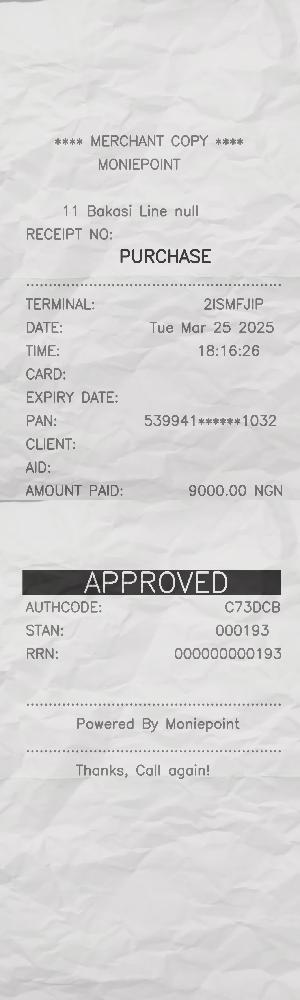 **** MERCHANT COPY ****
MONIEPOINT
11 Bakasi Line null
RECEIPT NO:
PURCHASE
TERMINAL: 2ISMFJIP
DATE: Tue Mar 25 2025
TIME: 18:16:26
CARD:
EXPIRY DATE:
PAN: 539941******1032
CLIENT:
AID:
AMOUNT PAID: 9000.00 NGN
APPROVED
AUTHCODE: C73DCB
STAN: 000193
RRN: 000000000193
Powered By Moniepoint
Thanks, Call again!